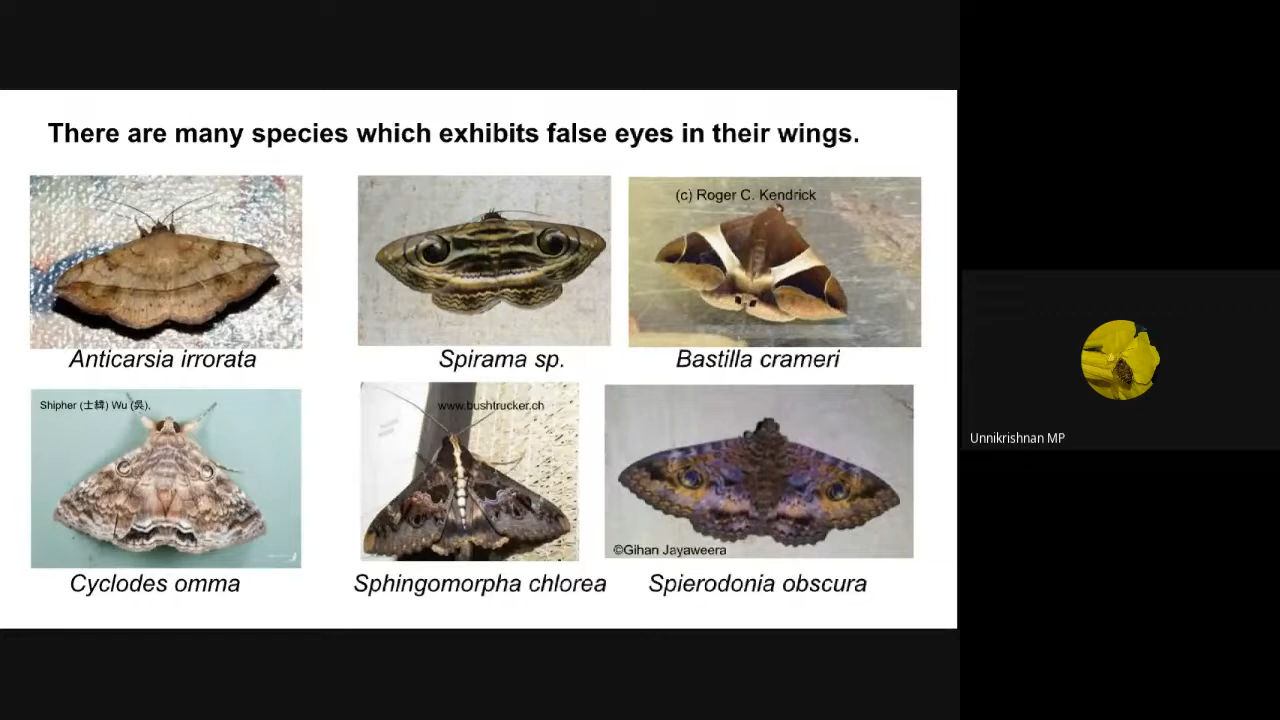 There are many species which exhibits false eyes in their wings.
(c) Roger C. Kendrick
Anticarsia irrorata
Spirama sp.
Bastilla crameri
Shipher (士緯) Wu (吳),
www.bushtrucker.ch
©Gihan Jayaweera
Cyclodes omma
Sphingomorpha chlorea
Spierodonia obscura
Unnikrishnan MP